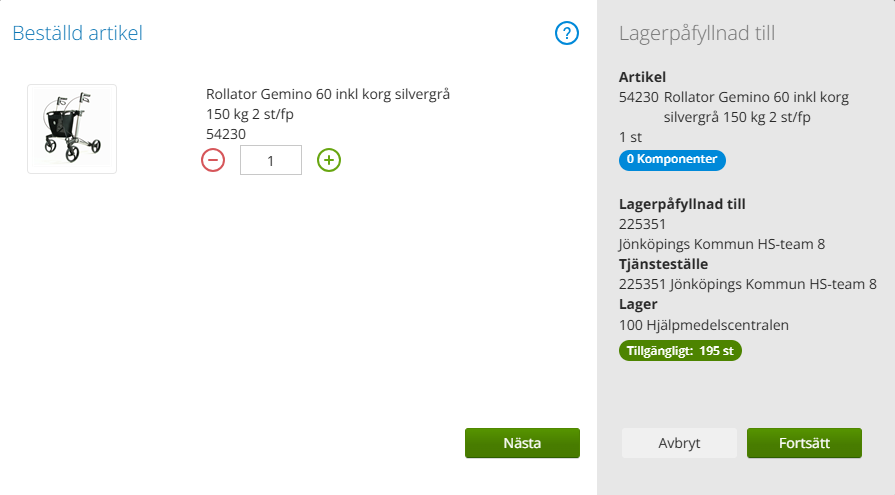 Beställd artikel
?
Rollator Gemino 60 inkl korg silvergrå
150 kg 2 st/fp
54230
1
Nästa
Lagerpåfyllnad till
Artikel
54230 Rollator Gemino 60 inkl korg
silvergrå 150 kg 2 st/fp
1 st
0 Komponenter
Lagerpåfyllnad till
225351
Jönköpings Kommun HS-team 8
Tjänsteställe
225351 Jönköpings Kommun HS-team 8
Lager
100 Hjälpmedelscentralen
Tillgängligt: 195 st
Avbryt
Fortsätt